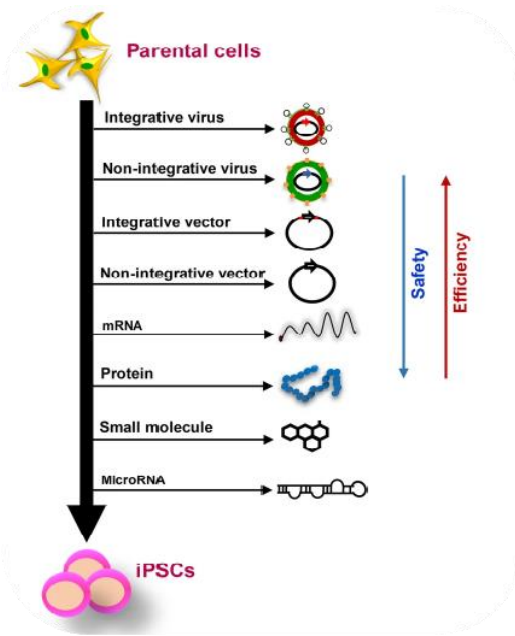 Parental cells
Integrative virus
Non-integrative virus
Integrative vector
Non-integrative vector
mRNA
Protein
Small molecule
MicroRNA
Safety
Efficiency
iPSCs